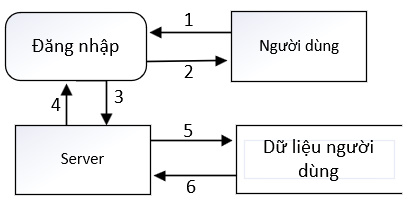 1
Đăng nhập
Người dùng
2
4
3
5
Server
Dữ liệu người
dùng
6